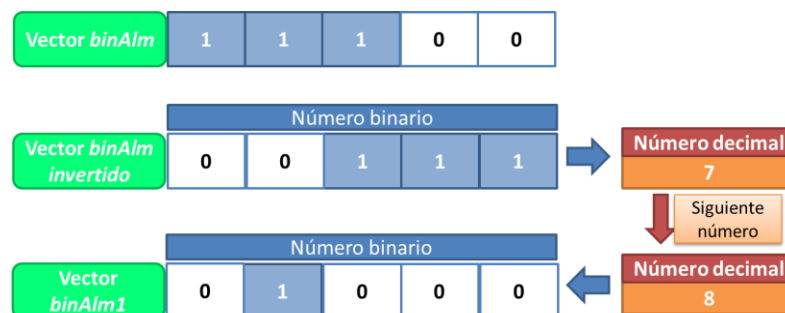 Vector binAlm 1 1 1 0 0
Número binario
Vector binAlm
invertido
0 0 1 1 1
Número decimal
7
Siguiente
número
Número binario
Vector
binAlm1
0 1 0 0 0
Número decimal
8